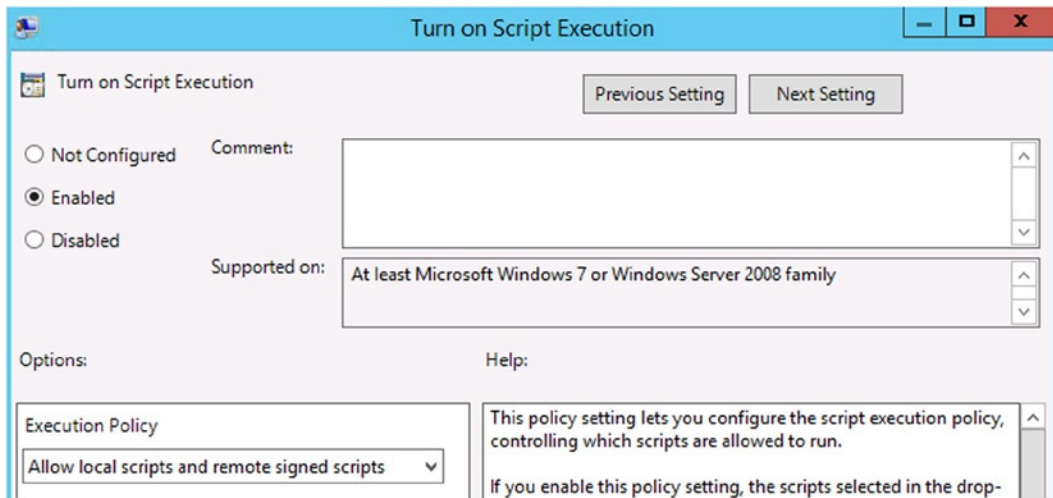 Turn on Script Execution
Turn on Script Execution
Previous Setting
Next Setting
Not Configured
Comment:
Enabled
Disabled
Supported on:
At least Microsoft Windows 7 or Windows Server 2008 family
Options:
Help:
Execution Policy
Allow local scripts and remote signed scripts
This policy setting lets you configure the script execution policy,
controlling which scripts are allowed to run.
If you enable this policy setting, the scripts selected in the drop-